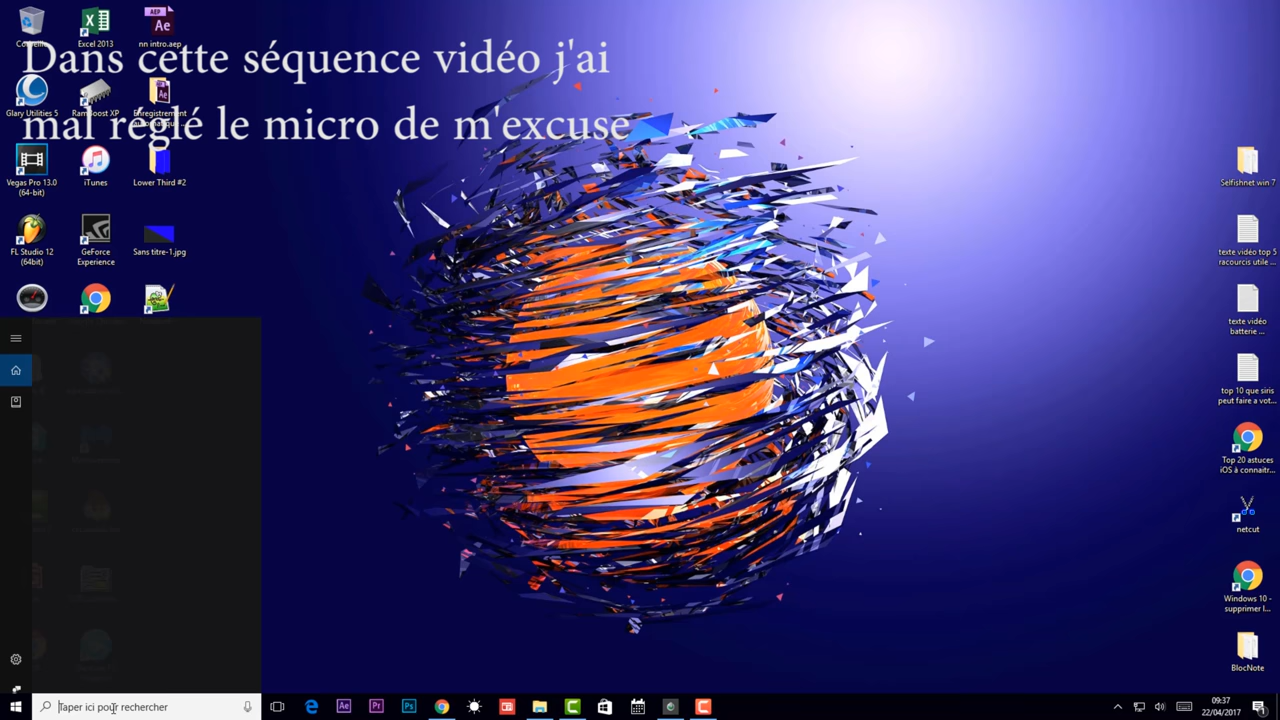 Dans cette séquence vidéo j'ai
mal réglé le micro de m'excuse
Excel 2013
nn intro.aep
Glary Utilities 5
RamBoost XP
Enregistrement
Vegas Pro 13.0
(64-bit)
iTunes
Lower Third #2
FL Studio 12
(64bit)
GeForce
Experience
Sans titre-1.jpg
Selfishnet win 7
texte vidéo top 5
racourcis utile ...
texte vidéo
batterie ...
top 10 que siris
peut faire a vot...
Top 20 astuces
iOS à connaitr...
netcut
Windows 10 -
supprimer l...
BlocNote
Taper ici pour rechercher
09:37
22/04/2017